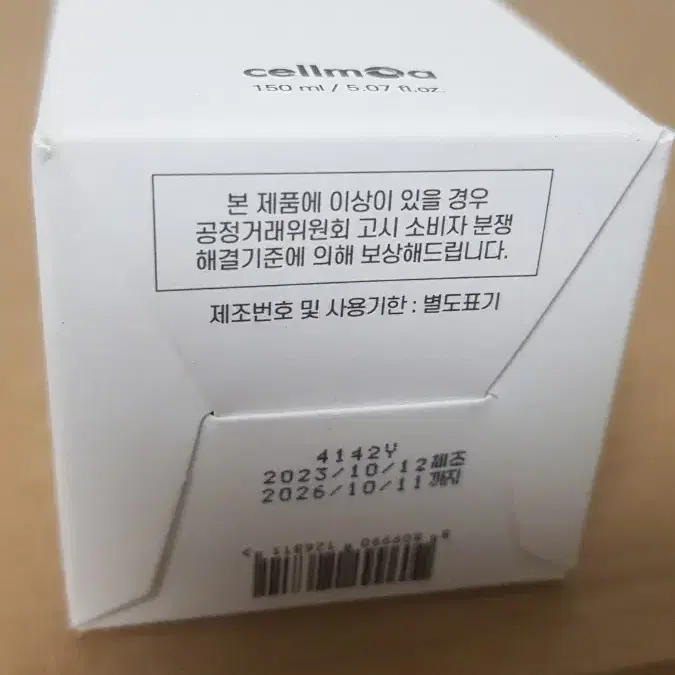 cellmoa
150 ml / 5.07 fl.oz.
본 제품에 이상이 있을 경우
공정거래위원회 고시 소비자 분쟁
해결기준에 의해 보상해드립니다.
제조번호 및 사용기한 : 별도표기
4142Y
2023/10/12제조
2026/10/11까지